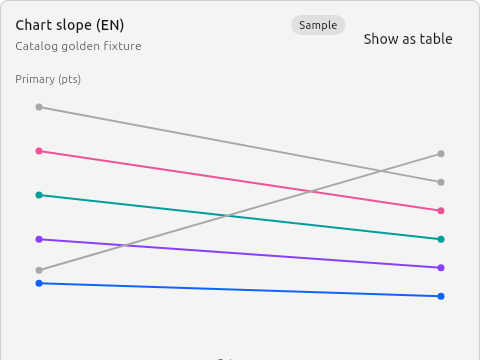 Chart slope (EN)
Sample
Catalog golden fixture
Show as table
Primary (pts)